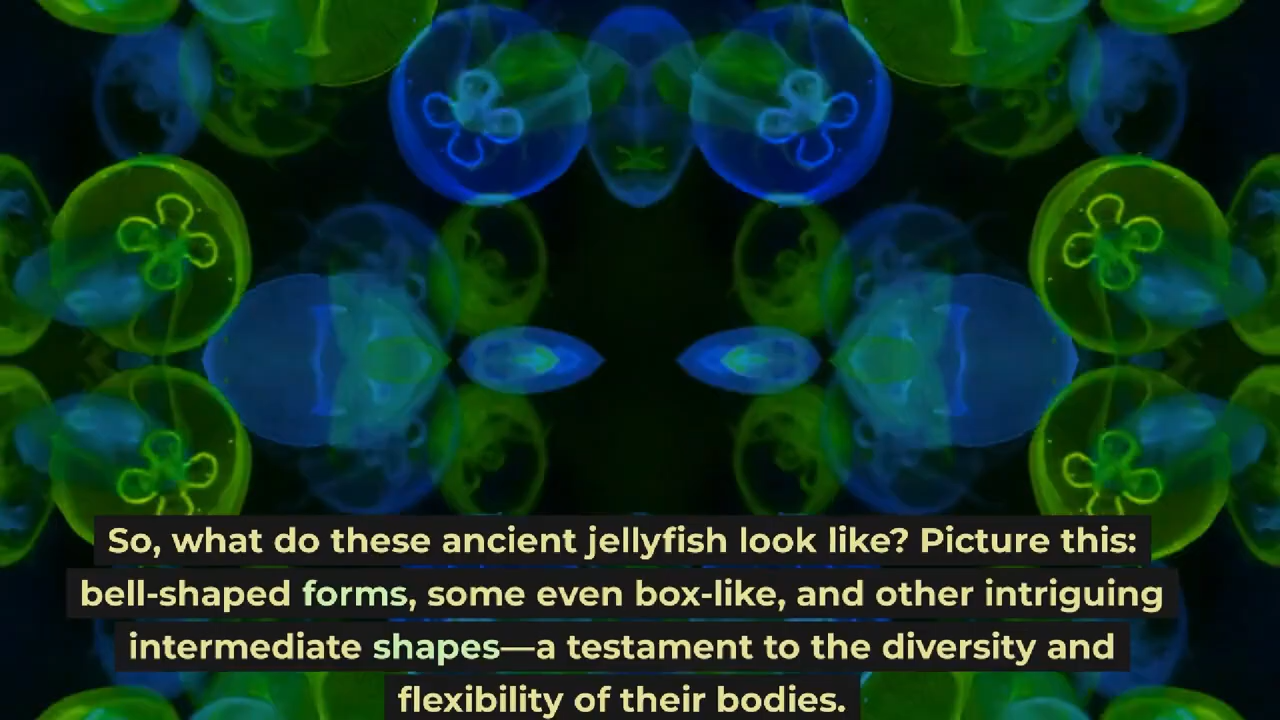 So, what do these ancient jellyfish look like? Picture this:
bell-shaped forms, some even box-like, and other intriguing
intermediate shapes—a testament to the diversity and
flexibility of their bodies.